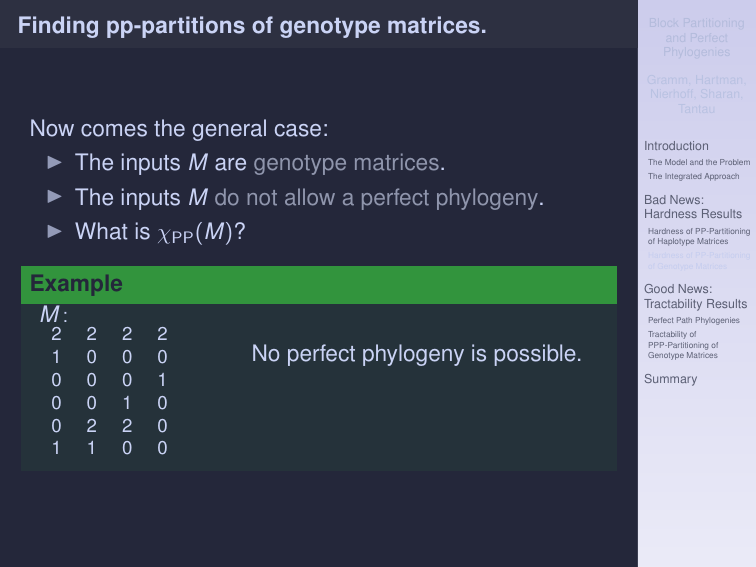 Finding pp-partitions of genotype matrices.
Now comes the general case:
▶ The inputs M are genotype matrices.
▶ The inputs M do not allow a perfect phylogeny.
▶ What is χPP(M)?
Example
M:
2 2 2 2
1 0 0 0
0 0 0 1
0 0 1 0
0 2 2 0
1 1 0 0
No perfect phylogeny is possible.
Block Partitioning
and Perfect
Phylogenies
Gramm, Hartman,
Nierhoff, Sharan,
Tantau
Introduction
The Model and the Problem
The Integrated Approach
Bad News:
Hardness Results
Hardness of PP-Partitioning
of Haplotype Matrices
Hardness of PP-Partitioning
of Genotype Matrices
Good News:
Tractability Results
Perfect Path Phylogenies
Tractability of
PPP-Partitioning of
Genotype Matrices
Summary